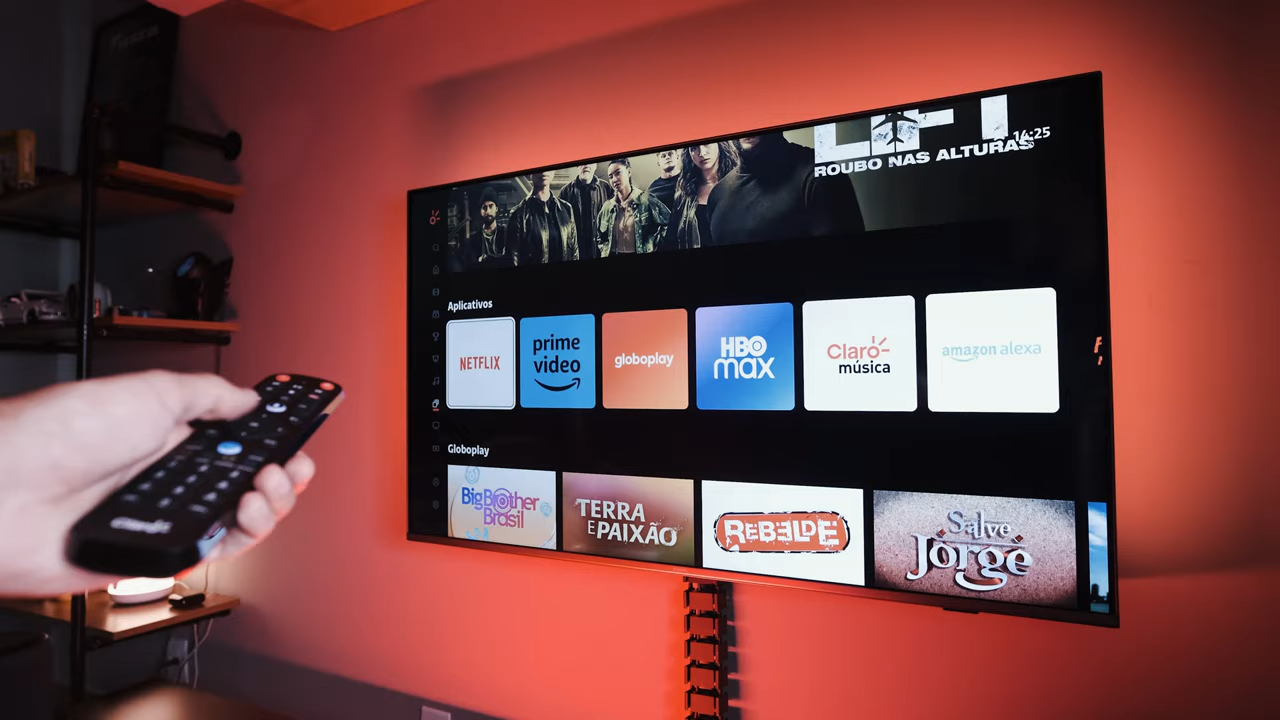 LIFT
14:25
ROUBO NAS ALTURAS
Aplicativos
NETFLIX
prime
video
globoplay
HBO
max
Claro
música
amazon alexa
Globoplay
Big Brother
Brasil
TERRA
E PAIXÃO
REBELDE
Salve
Jorge
Claro